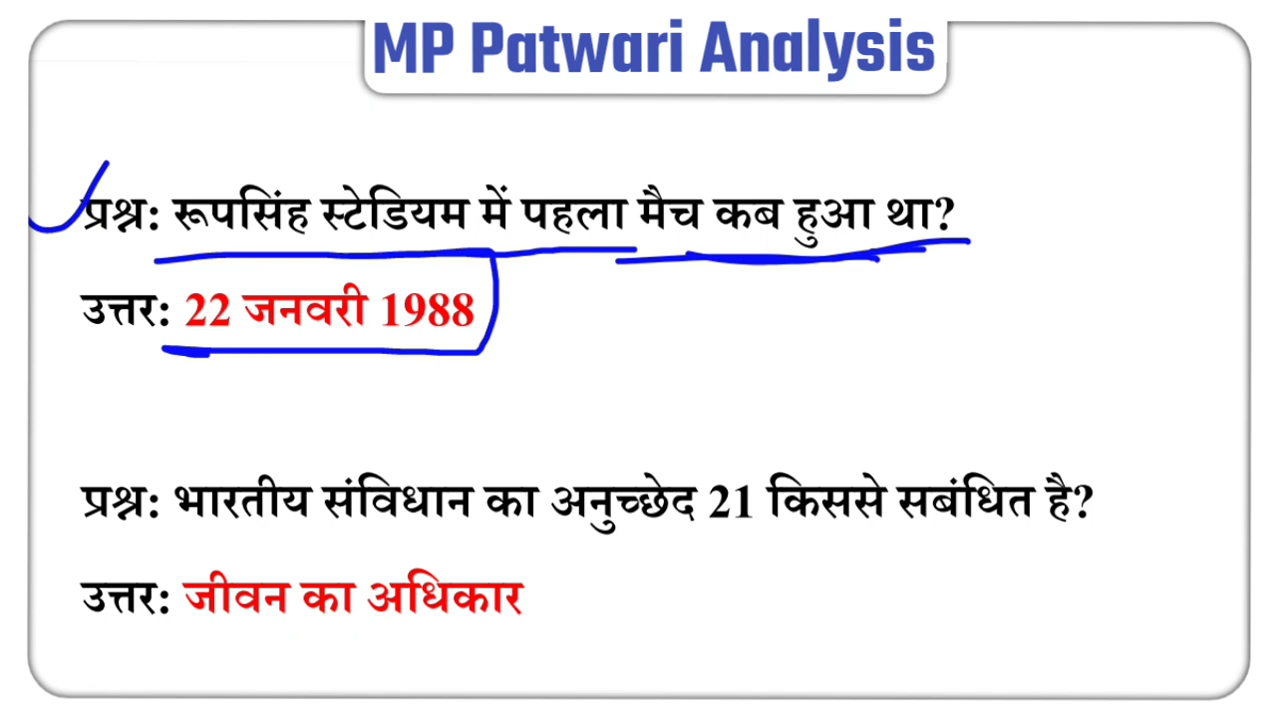 MP Patwari Analysis
प्रश्न: रूपसिंह स्टेडियम में पहला मैच कब हुआ था?
उत्तर: 22 जनवरी 1988
प्रश्न: भारतीय संविधान का अनुच्छेद 21 किससे सबंधित है?
उत्तर: जीवन का अधिकार